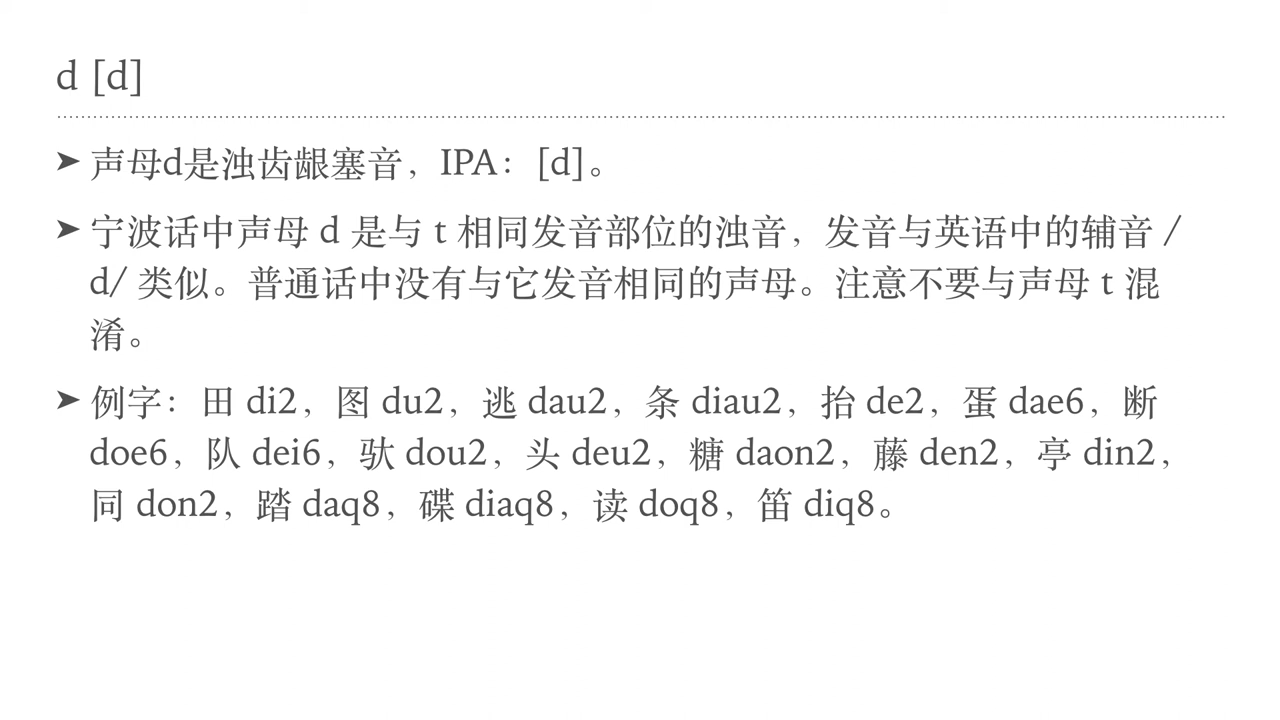 d [d]
➤ 声母d是浊齿龈塞音，IPA：[d]。
➤ 宁波话中声母 d 是与 t 相同发音部位的浊音，发音与英语中的辅音 /
d/ 类似。普通话中没有与它发音相同的声母。注意不要与声母 t 混
淆。
➤ 例字：田 di2，图 du2，逃 dau2，条 diau2，抬 de2，蛋 dae6，断
doe6，队 dei6，驮 dou2，头 deu2，糖 daon2，藤 den2，亭 din2，
同 don2，踏 daq8，碟 diaq8，读 doq8，笛 diq8。